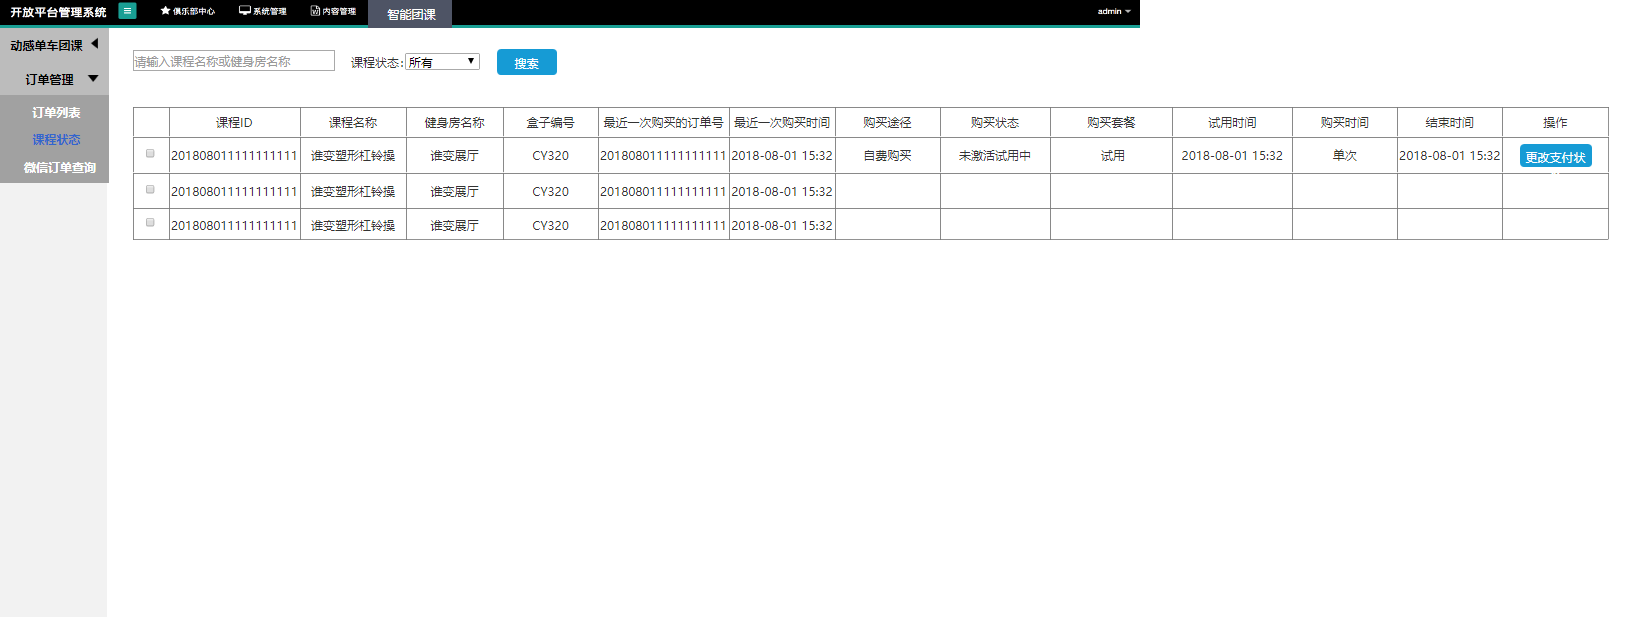 开放平台管理系统 俱乐部中心 系统管理 内容管理 智能团课 admin
动感单车团课
订单管理
订单列表
课程状态
微信订单查询
请输入课程名称或健身房名称 课程状态: 所有 搜索
课程ID 课程名称 健身房名称 盒子编号 最近一次购买的订单号 最近一次购买时间 购买途径 购买状态 购买套餐 试用时间 购买时间 结束时间 操作
201808011111111111 谁变塑形杠铃操 谁变展厅 CY320 201808011111111111 2018-08-01 15:32 自费购买 未激活试用中 试用 2018-08-01 15:32 单次 2018-08-01 15:32 更改支付状
201808011111111111 谁变塑形杠铃操 谁变展厅 CY320 201808011111111111 2018-08-01 15:32
201808011111111111 谁变塑形杠铃操 谁变展厅 CY320 201808011111111111 2018-08-01 15:32